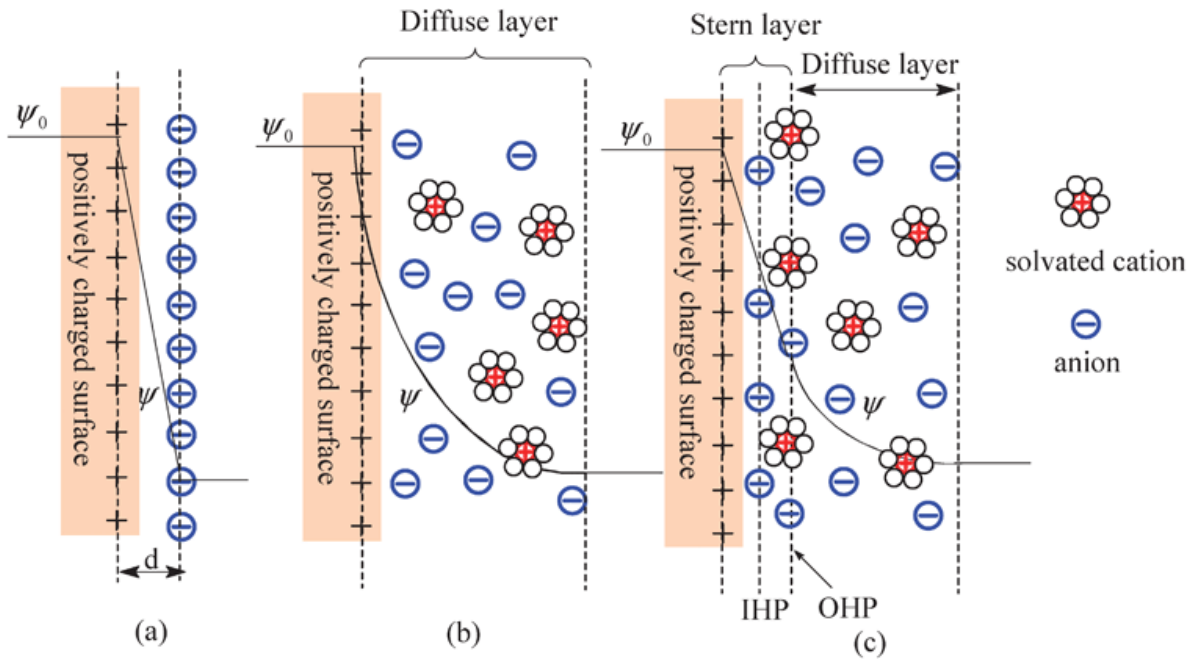 ψ0
positively charged surface
ψ
d
(a)
Diffuse layer
ψ0
positively charged surface
ψ
(b)
Stern layer
Diffuse layer
ψ0
positively charged surface
ψ
IHP
OHP
(c)
solvated cation
anion